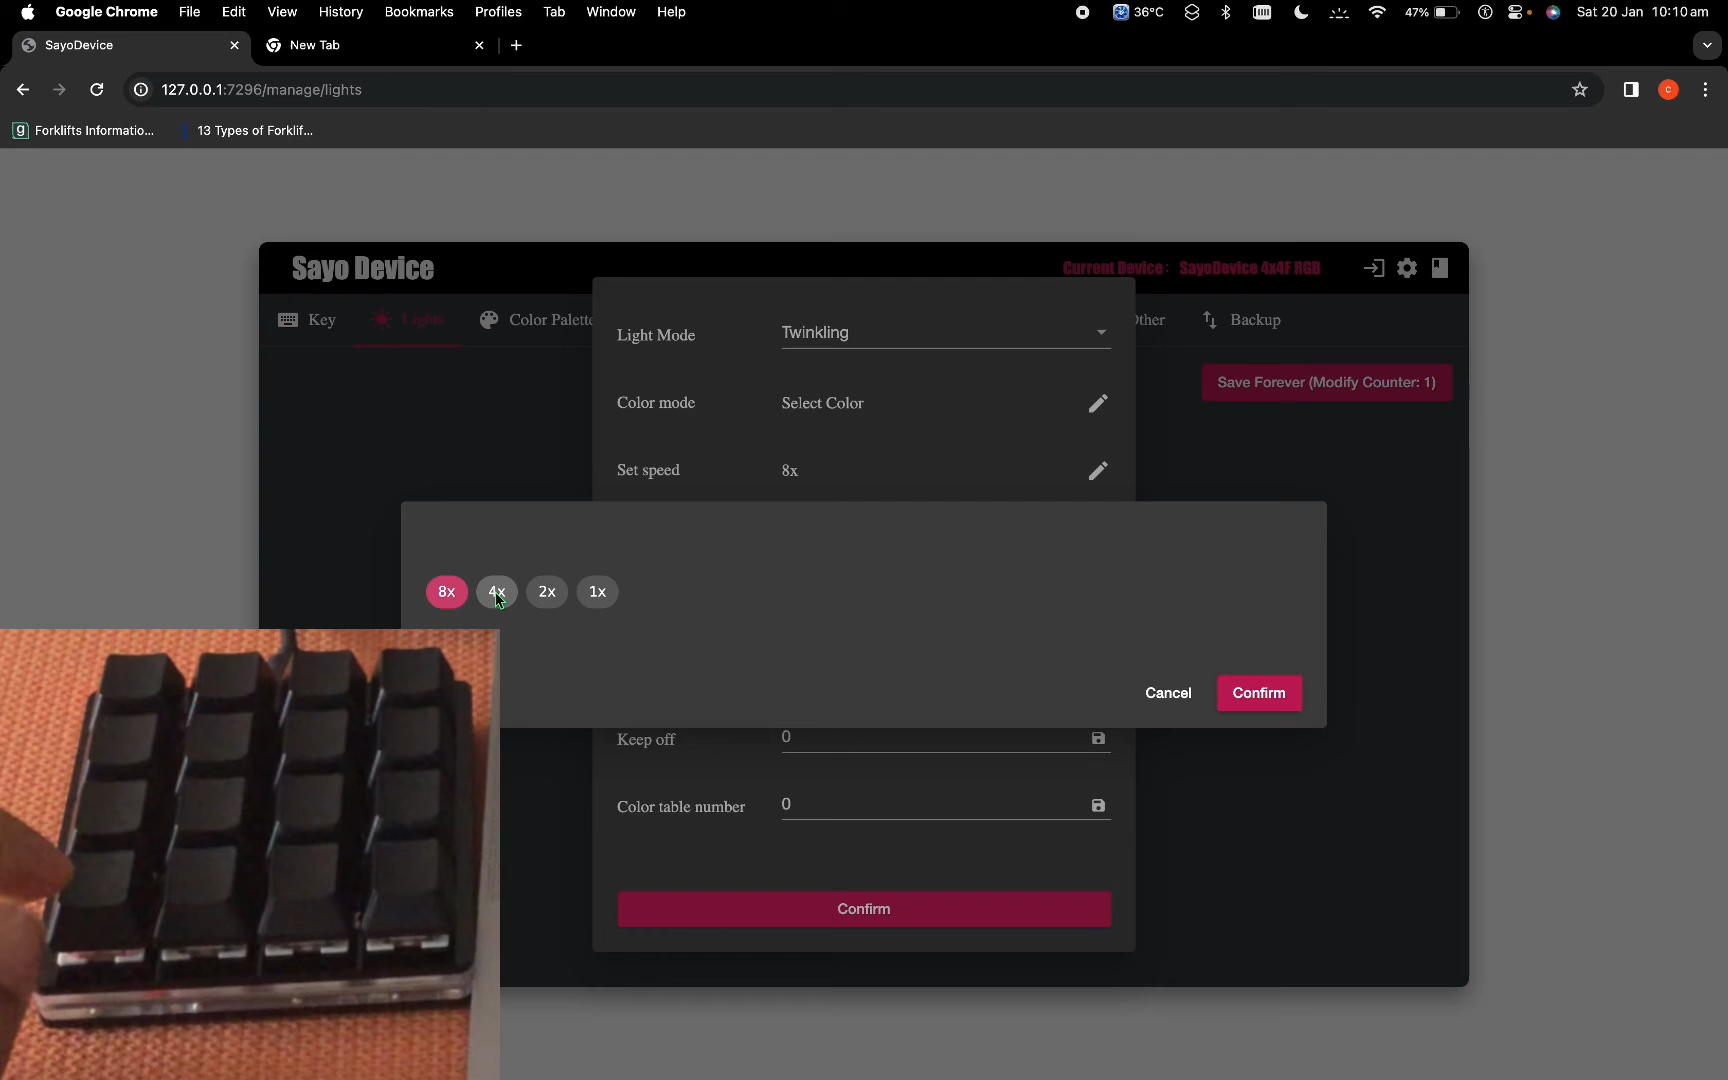 Google Chrome File Edit View History Bookmarks Profiles Tab Window Help 36°C 47% Sat 20 Jan 10:10 am
SayoDevice New Tab
127.0.0.1:7296/manage/lights C
g Forklifts Informatio... 13 Types of Forklif...
Sayo Device Current Device: SayoDevice 4x4F RGB
Key Lights Color Palette Other Backup
Light Mode Twinkling
Save Forever (Modify Counter: 1)
Color mode Select Color
Set speed 8x
8x 4x 2x 1x
Cancel Confirm
Keep off 0
Color table number 0
Confirm